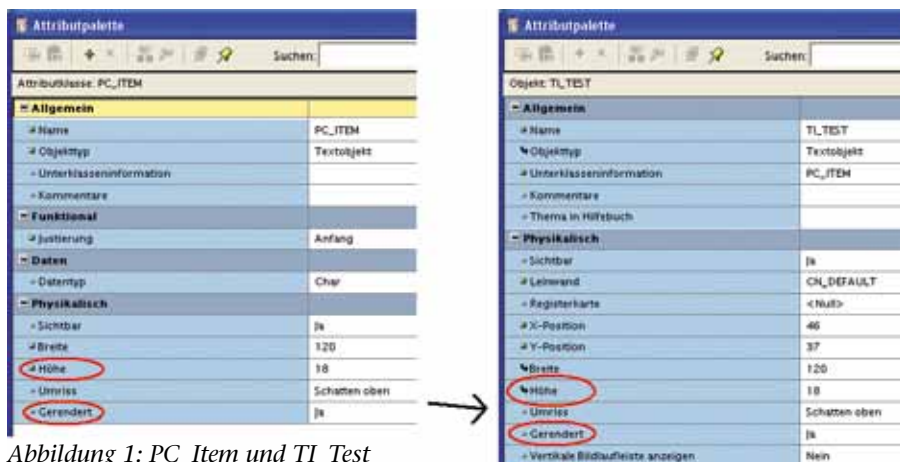 Attributpalette
Suchen:
Attributklasse: PC_ITEM
Allgemein
Name PC_ITEM
Objekttyp Textobjekt
Unterklasseninformation
Kommentare
Funktional
Justierung Anfang
Daten
Datentyp Char
Physikalisch
Sichtbar Ja
Breite 120
Höhe 18
Umriss Schatten oben
Gerendert Ja
Abbildung 1: PC_Item und TI_Test
Attributpalette
Suchen:
Objekt: TI_TEST
Allgemein
Name TI_TEST
Objekttyp Textobjekt
Unterklasseninformation PC_ITEM
Kommentare
Thema in Hilfebuch
Physikalisch
Sichtbar Ja
Leinwand CN_DEFAULT
Registerkarte <Null>
X-Position 46
Y-Position 37
Breite 120
Höhe 18
Umriss Schatten oben
Gerendert Ja
Vertikale Bildlaufleiste anzeigen Nein